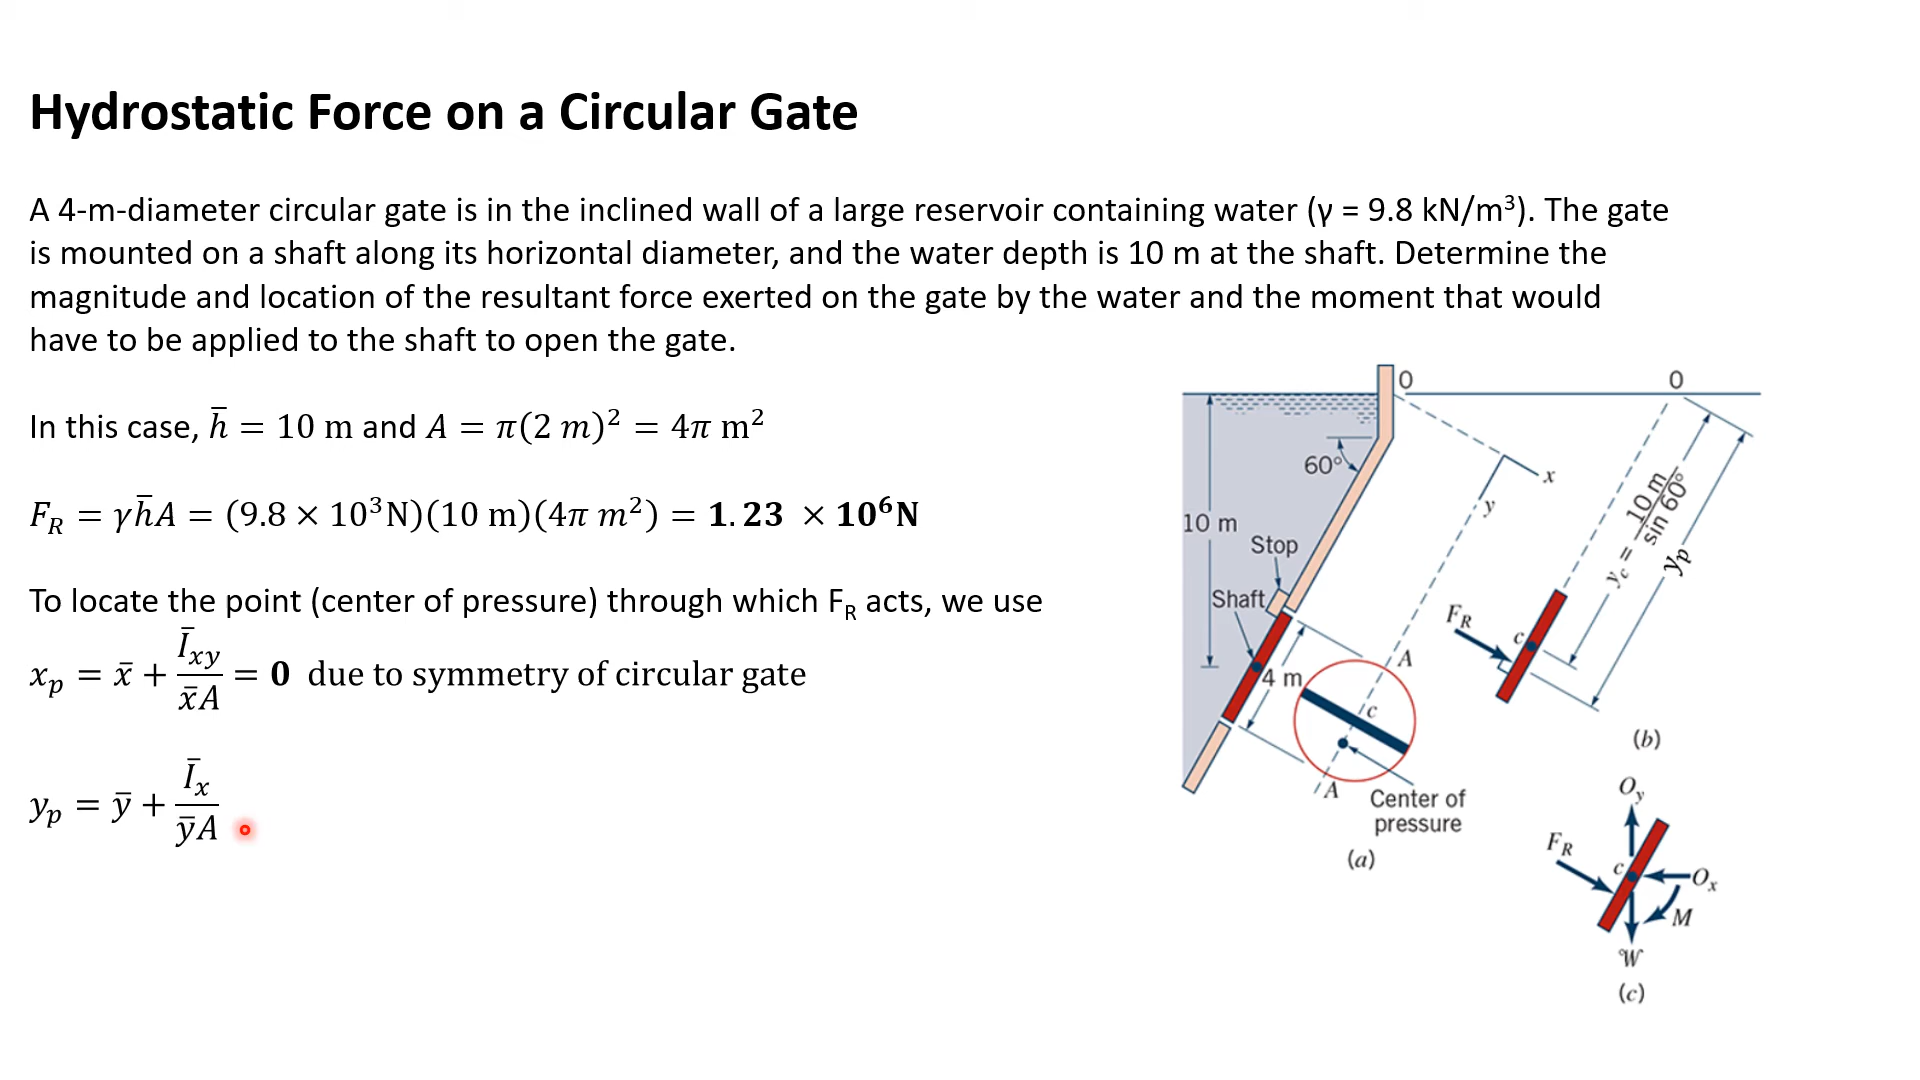 Hydrostatic Force on a Circular Gate
A 4-m-diameter circular gate is in the inclined wall of a large reservoir containing water (γ = 9.8 kN/m³). The gate
is mounted on a shaft along its horizontal diameter, and the water depth is 10 m at the shaft. Determine the
magnitude and location of the resultant force exerted on the gate by the water and the moment that would
have to be applied to the shaft to open the gate.
In this case, h̄ = 10 m and A = π(2 m)² = 4π m²
F_R = γh̄A = (9.8 × 10³N)(10 m)(4π m²) = 1.23 × 10⁶N
To locate the point (center of pressure) through which F_R acts, we use
x_p = x̄ + Ī_xy / x̄A = 0 due to symmetry of circular gate
y_p = ȳ + Ī_x / ȳA
0
0
60°
x
y
10 m
Stop
Shaft
4 m
A
c
A
Center of
pressure
(a)
y_c = 10 m / sin 60°
y_p
F_R
c
(b)
O_y
F_R
c
O_x
M
W
(c)